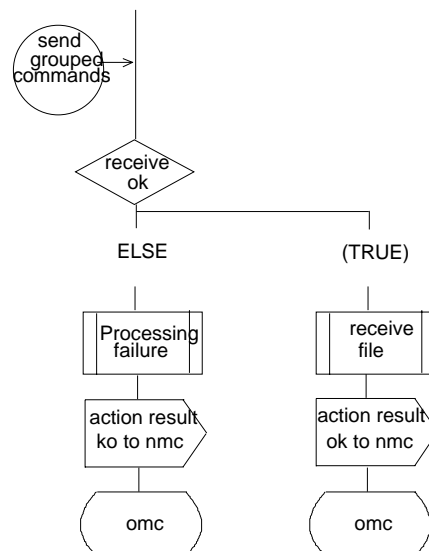 send
grouped
commands
receive
ok
ELSE
(TRUE)
Processing
failure
receive
file
action result
ko to nmc
action result
ok to nmc
omc
omc